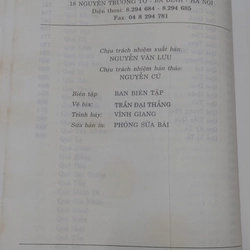 18 NGUYỄN TRƯỜNG TỘ - BA ĐÌNH - HÀ NỘI
Điện thoại: 8.294 684 - 8.294 685
Fax: 04 8 294 781
Chịu trách nhiệm xuất bản:
NGUYỄN VĂN LƯU
Chịu trách nhiệm bản thảo:
NGUYỄN CỪ
Biên tập: BAN BIÊN TẬP
Vẽ bìa: TRẦN ĐẠI THẮNG
Trình bày: VĨNH GIANG
Sửa bản in: PHÒNG SỬA BÀI